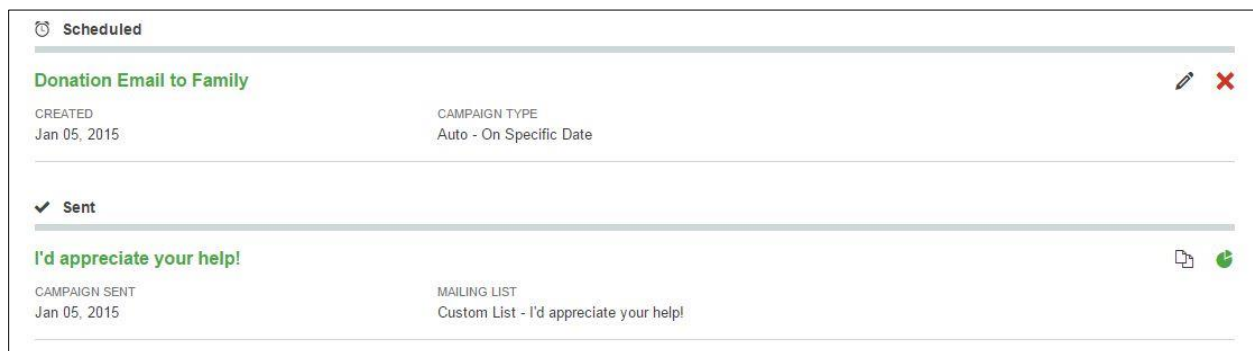 Scheduled
Donation Email to Family
CREATED
CAMPAIGN TYPE
Jan 05, 2015
Auto - On Specific Date
Sent
I'd appreciate your help!
CAMPAIGN SENT
MAILING LIST
Jan 05, 2015
Custom List - I'd appreciate your help!